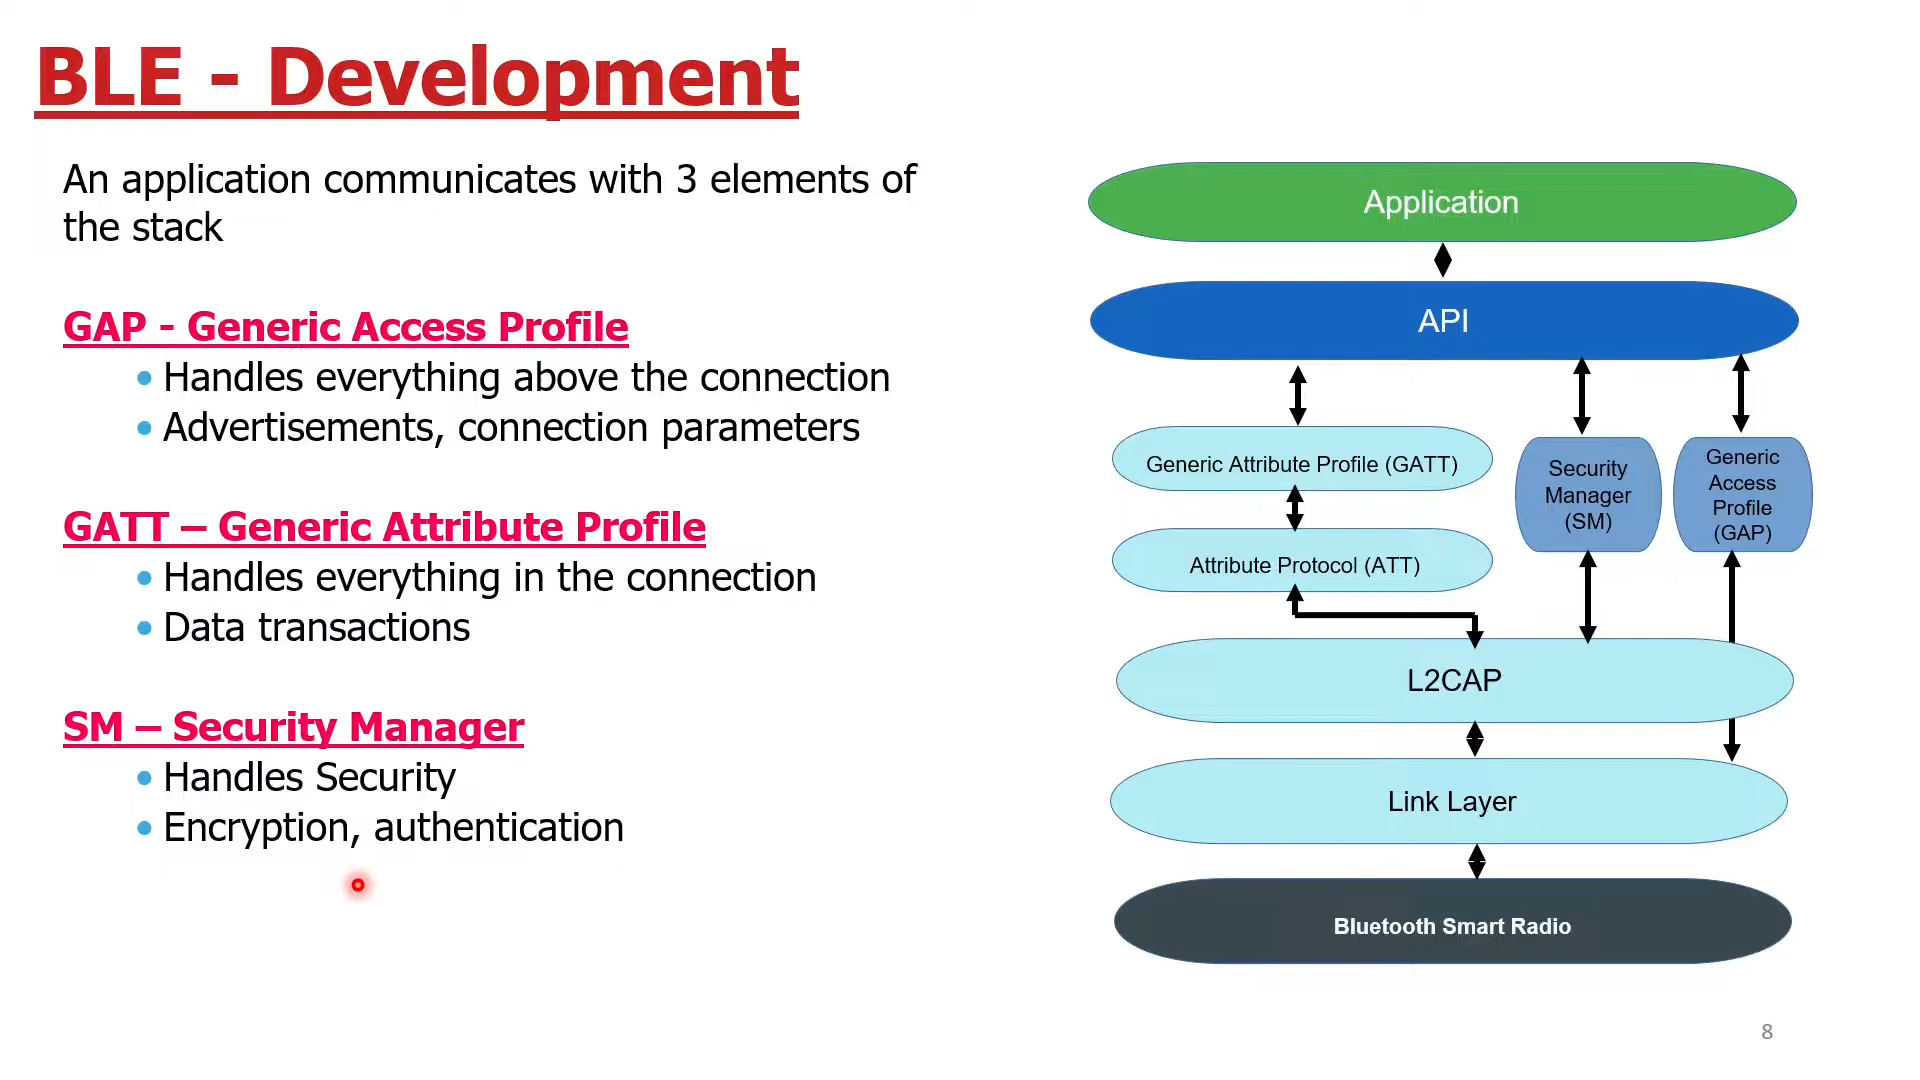 BLE - Development
An application communicates with 3 elements of
the stack
GAP - Generic Access Profile
• Handles everything above the connection
• Advertisements, connection parameters
GATT – Generic Attribute Profile
• Handles everything in the connection
• Data transactions
SM – Security Manager
• Handles Security
• Encryption, authentication
Application
API
Generic Attribute Profile (GATT)
Security
Manager
(SM)
Generic
Access
Profile
(GAP)
Attribute Protocol (ATT)
L2CAP
Link Layer
Bluetooth Smart Radio
8